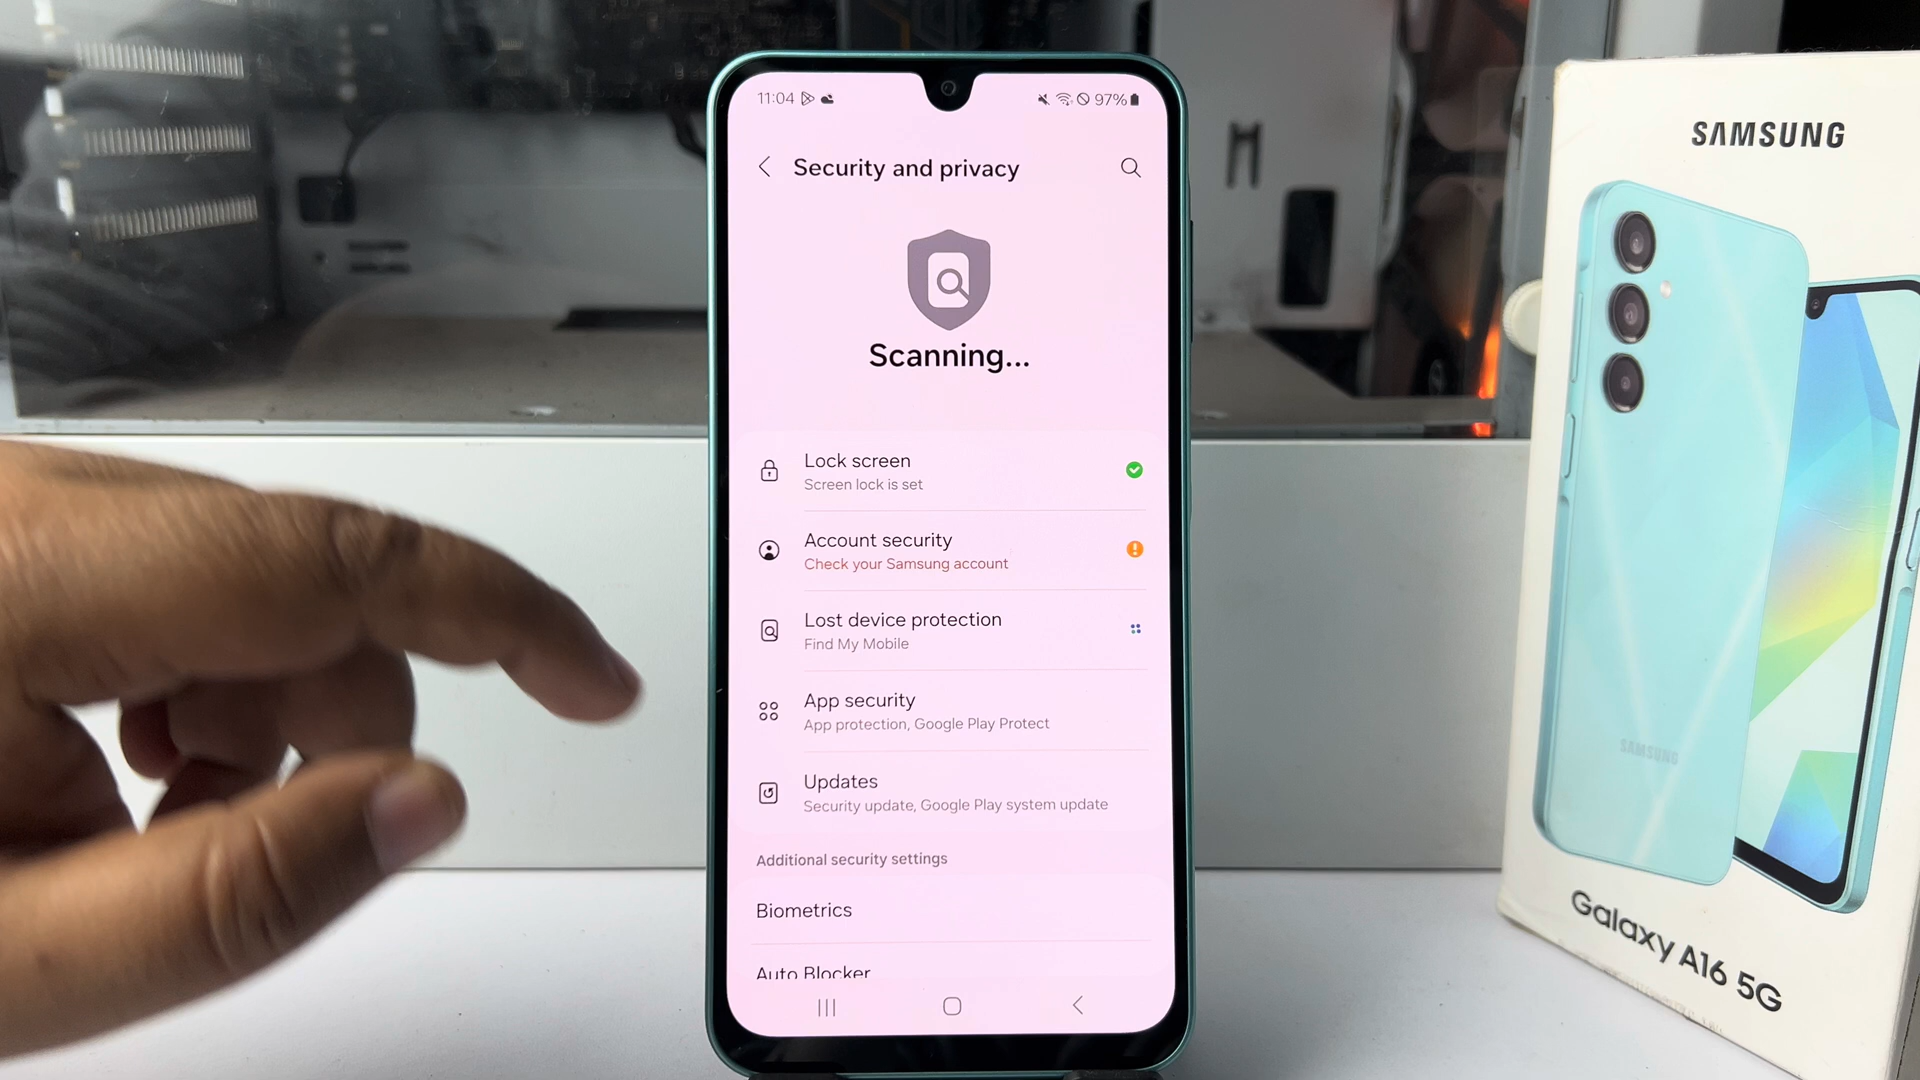 11:04
97%
Security and privacy
Scanning...
Lock screen
Screen lock is set
Account security
Check your Samsung account
Lost device protection
Find My Mobile
App security
App protection, Google Play Protect
Updates
Security update, Google Play system update
Additional security settings
Biometrics
Auto Blocker
SAMSUNG
SAMSUNG
Galaxy A16 5G